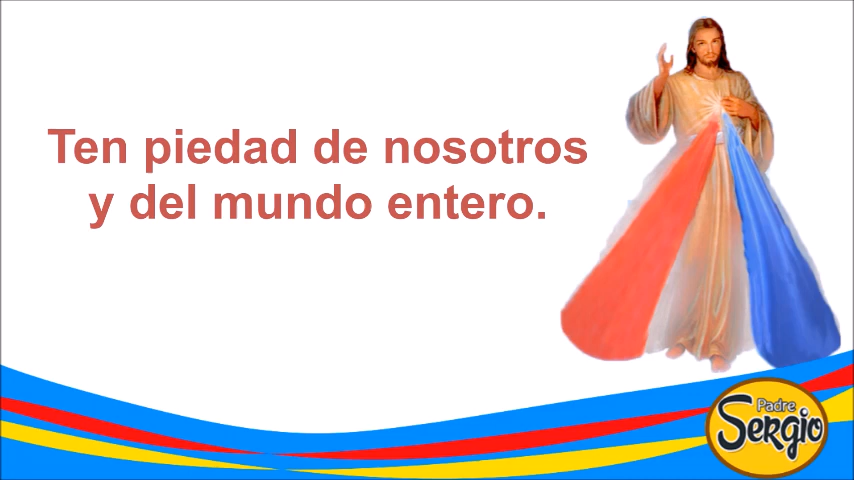 Ten piedad de nosotros
y del mundo entero.
Padre
Sergio